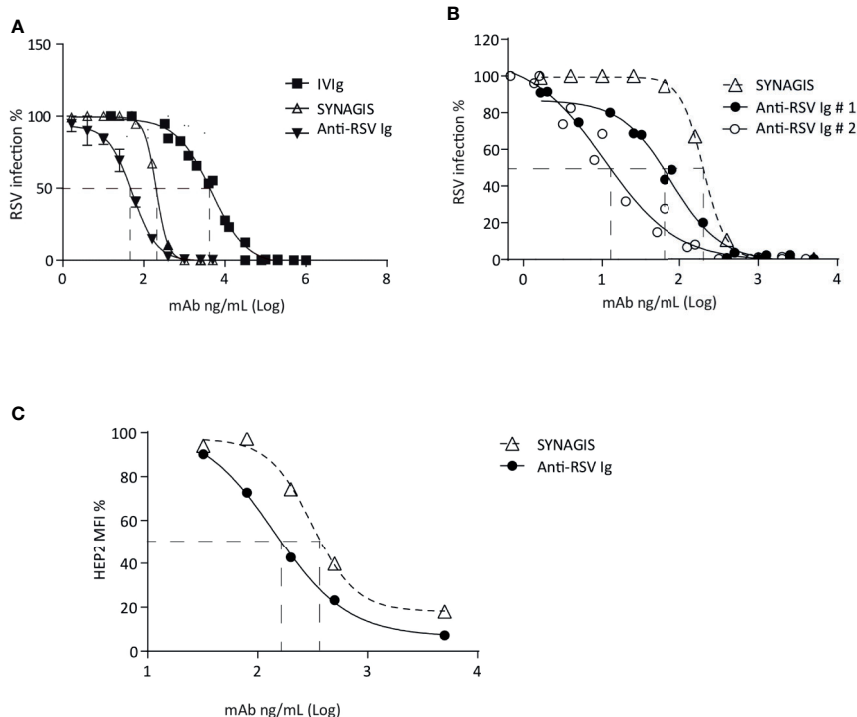 A
150
100
50
0
RSV infection %
0 2 4 6 8
mAb ng/mL (Log)
IVIg
SYNAGIS
Anti-RSV Ig
B
120
100
80
60
40
20
0
RSV infection %
0 1 2 3 4
mAb ng/mL (Log)
SYNAGIS
Anti-RSV Ig # 1
Anti-RSV Ig # 2
C
100
80
60
40
20
0
HEP2 MFI %
1 2 3 4
mAb ng/mL (Log)
SYNAGIS
Anti-RSV Ig